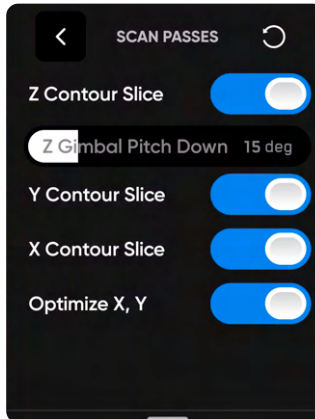 SCAN PASSES
Z Contour Slice
Z Gimbal Pitch Down 15 deg
Y Contour Slice
X Contour Slice
Optimize X, Y